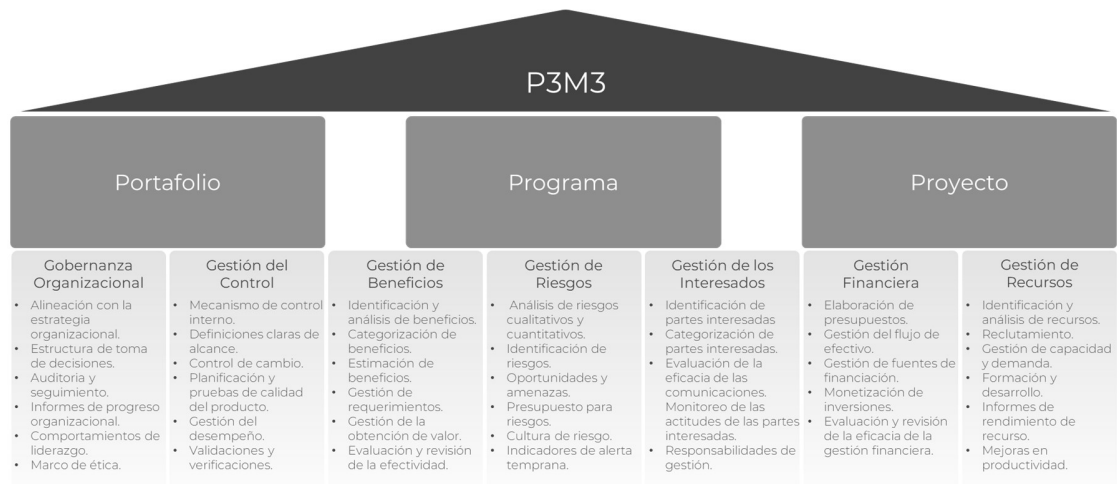 P3M3
Portafolio
Programa
Proyecto
Gobernanza
Organizacional
• Alineación con la
estrategia
organizacional.
• Estructura de toma
de decisiones.
• Auditoria y
seguimiento.
• Informes de progreso
organizacional.
• Comportamientos de
liderazgo.
• Marco de ética.
Gestión del
Control
• Mecanismo de control
interno.
• Definiciones claras de
alcance.
• Control de cambio.
• Planificación y
pruebas de calidad
del producto.
• Gestión del
desempeño.
• Validaciones y
verificaciones.
Gestión de
Beneficios
• Identificación y
análisis de beneficios.
• Categorización de
beneficios.
• Estimación de
beneficios.
• Gestión de
requerimientos.
• Gestión de la
obtención de valor.
• Evaluación y revisión
de la efectividad.
Gestión de
Riesgos
• Análisis de riesgos
cualitativos y
cuantitativos.
• Identificación de
riesgos.
• Oportunidades y
amenazas.
• Presupuesto para
riesgos.
• Cultura de riesgo.
• Indicadores de alerta
temprana.
Gestión de los
Interesados
• Identificación de
partes interesadas
• Categorización de
partes interesadas.
• Evaluación de la
eficacia de las
comunicaciones.
Monitoreo de las
actitudes de las partes
interesadas.
• Responsabilidades de
gestión.
Gestión
Financiera
• Elaboración de
presupuestos.
• Gestión del flujo de
efectivo.
• Gestión de fuentes de
financiación.
• Monetización de
inversiones.
• Evaluación y revisión
de la eficacia de la
gestión financiera.
Gestión de
Recursos
• Identificación y
análisis de recursos.
• Reclutamiento.
• Gestión de capacidad
y demanda.
• Formación y
desarrollo.
• Informes de
rendimiento de
recurso.
• Mejoras en
productividad.